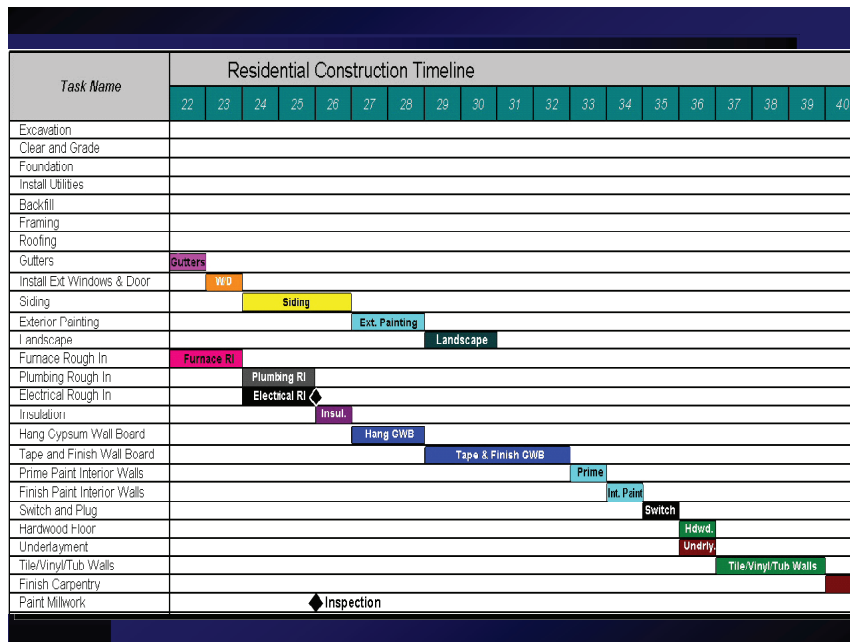 Residential Construction Timeline
Task Name
22 23 24 25 26 27 28 29 30 31 32 33 34 35 36 37 38 39 40
Excavation
Clear and Grade
Foundation
Install Utilities
Backfill
Framing
Roofing
Gutters Gutters
Install Ext Windows & Door W/D
Siding Siding
Exterior Painting Ext. Painting
Landscape Landscape
Furnace Rough In Furnace RI
Plumbing Rough In Plumbing RI
Electrical Rough In Electrical RI
Insulation Insul.
Hang Gypsum Wall Board Hang GWB
Tape and Finish Wall Board Tape & Finish GWB
Prime Paint Interior Walls Prime
Finish Paint Interior Walls Int. Paint
Switch and Plug Switch
Hardwood Floor Hdwd.
Underlayment Undrly.
Tile/Vinyl/Tub Walls Tile/Vinyl/Tub Walls
Finish Carpentry
Paint Millwork Inspection